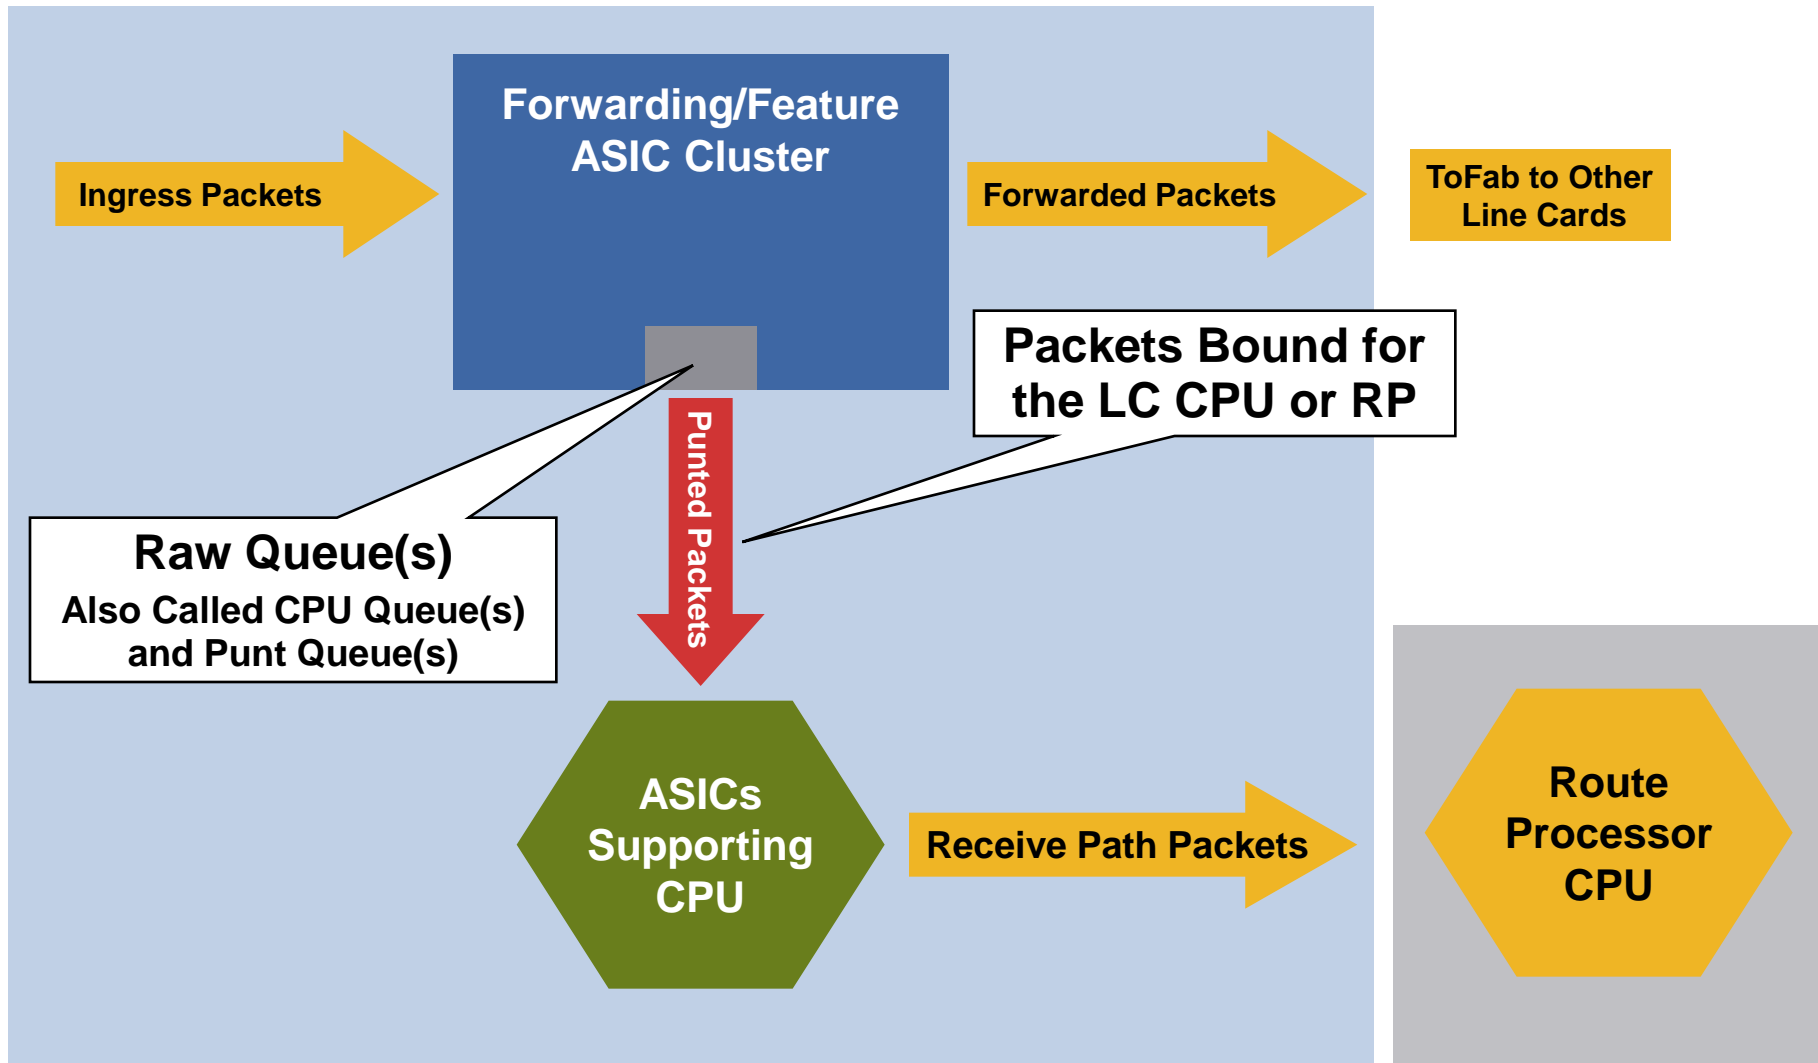 Forwarding/Feature
ASIC Cluster
Ingress Packets
Forwarded Packets
ToFab to Other
Line Cards
Packets Bound for
the LC CPU or RP
Punted Packets
Raw Queue(s)
Also Called CPU Queue(s)
and Punt Queue(s)
ASICs
Supporting
CPU
Receive Path Packets
Route
Processor
CPU